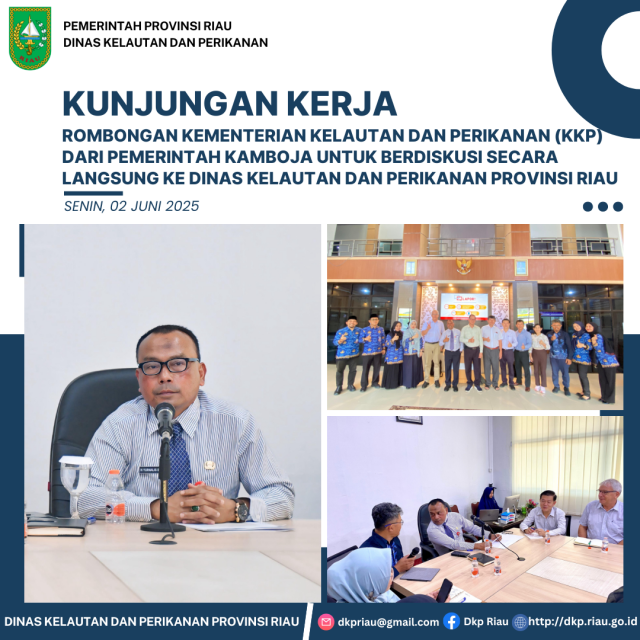 PEMERINTAH PROVINSI RIAU
DINAS KELAUTAN DAN PERIKANAN
RIAU
KUNJUNGAN KERJA
ROMBONGAN KEMENTERIAN KELAUTAN DAN PERIKANAN (KKP)
DARI PEMERINTAH KAMBOJA UNTUK BERDISKUSI SECARA
LANGSUNG KE DINAS KELAUTAN DAN PERIKANAN PROVINSI RIAU
SENIN, 02 JUNI 2025
DINAS KELAUTAN DAN PERIKANAN PROVINSI RIAU
dkpriau@gmail.com
Dkp Riau
http://dkp.riau.go.id